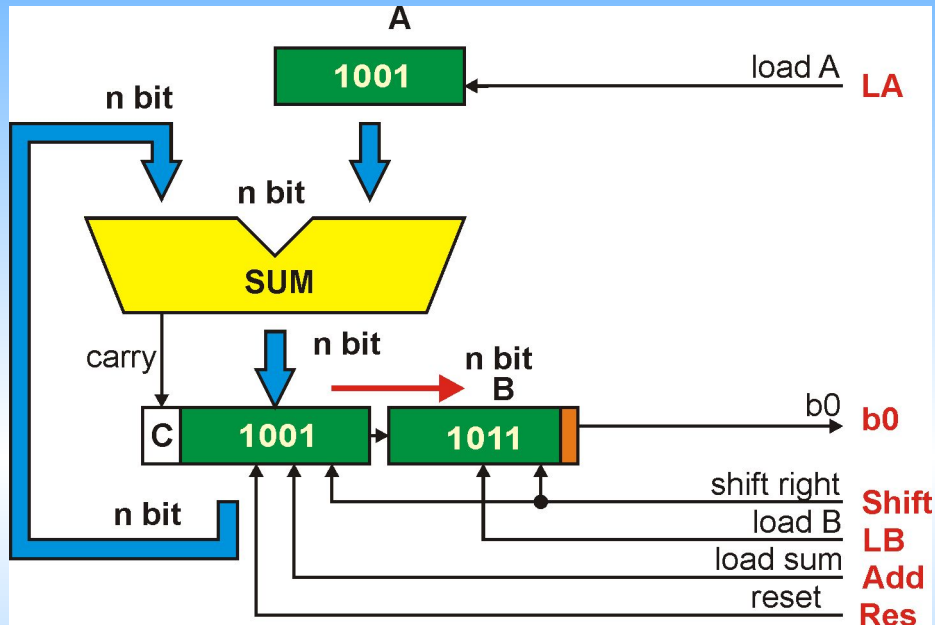 A
1001
load A
LA
n bit
n bit
SUM
carry
n bit
n bit
B
C
1001
1011
b0
b0
shift right
Shift
n bit
load B
LB
load sum
Add
reset
Res